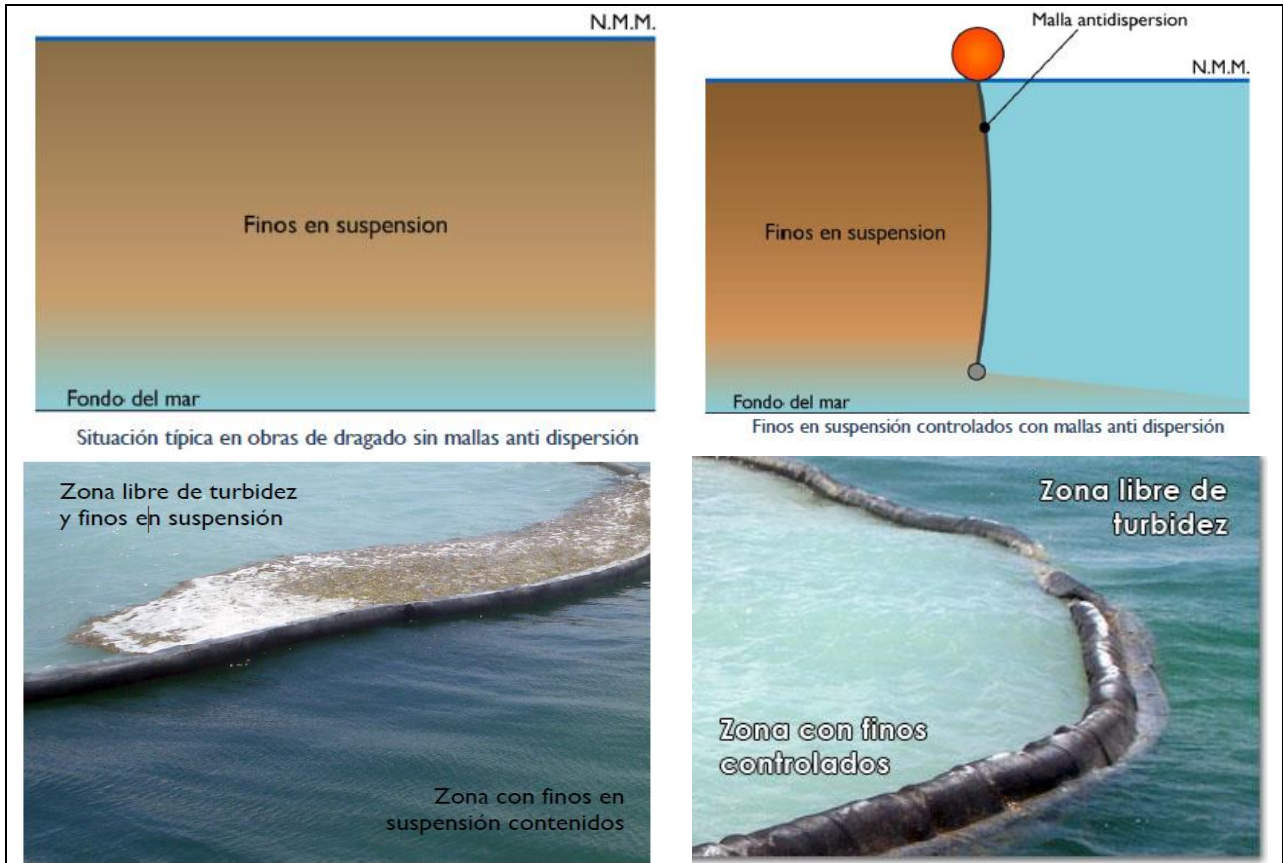 N.M.M.
Finos en suspension
Fondo del mar
Situación típica en obras de dragado sin mallas anti dispersión
Malla antidispersion
N.M.M.
Finos en suspension
Fondo del mar
Finos en suspensión controlados con mallas anti dispersión
Zona libre de turbidez
y finos en suspensión
Zona con finos en
suspensión contenidos
Zona libre de
turbidez
Zona con finos
controlados